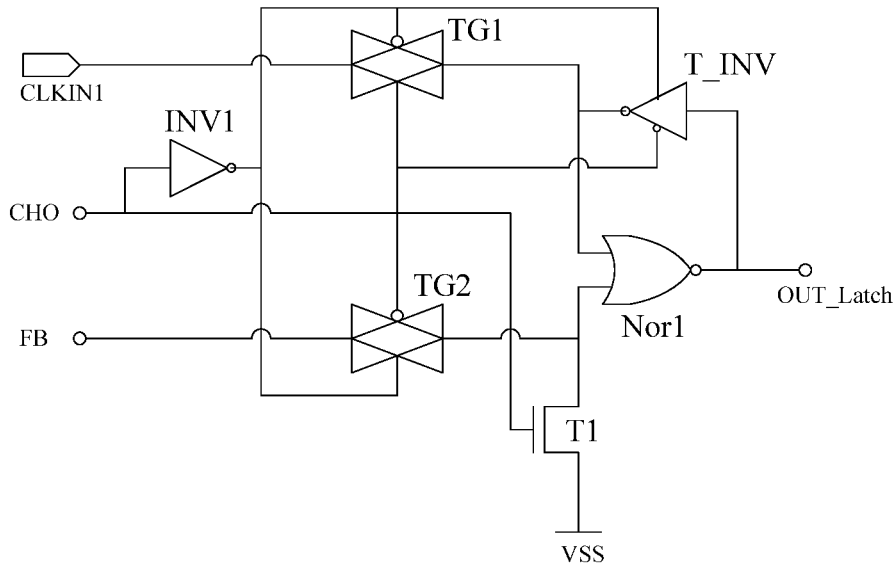 TG1
T_INV
CLKIN1
INV1
CHO
TG2
OUT_Latch
FB
Nor1
T1
VSS